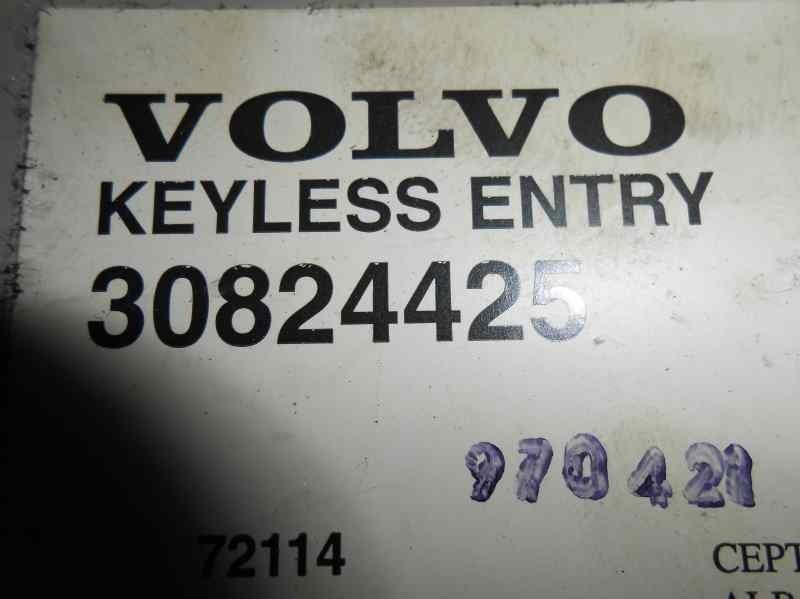 VOLVO
KEYLESS ENTRY
30824425
970421
72114
CEPT